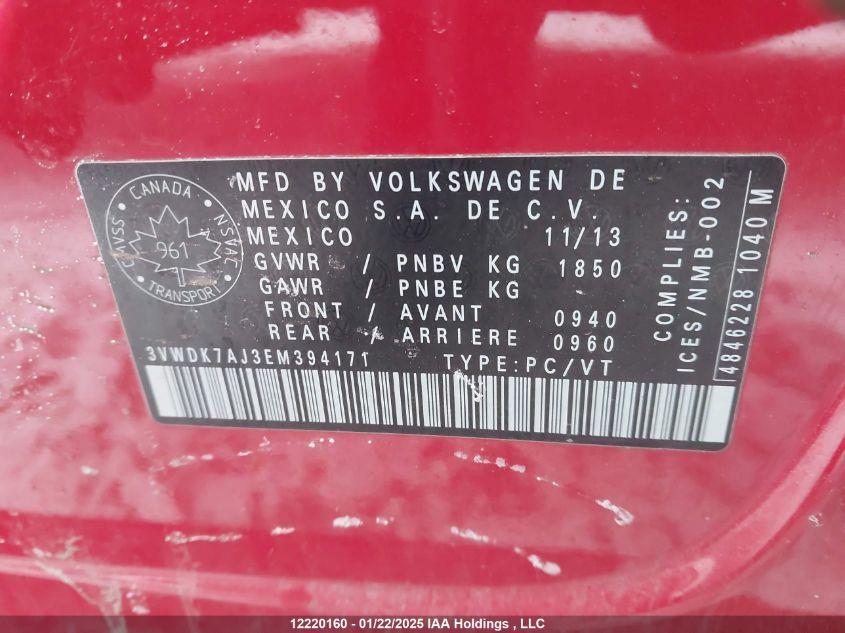 CANADA
CMVSS NSVAC
961
TRANSPORT
MFD BY VOLKSWAGEN DE
MEXICO S.A. DE C.V.
MEXICO 11/13
GVWR / PNBV KG 1850
GAWR / PNBE KG
FRONT / AVANT 0940
REAR / ARRIERE 0960
3VWDK7AJ3EM394171 TYPE:PC/VT
COMPLIES:
ICES/NMB-002
4846228 1040 M
12220160 - 01/22/2025 IAA Holdings , LLC